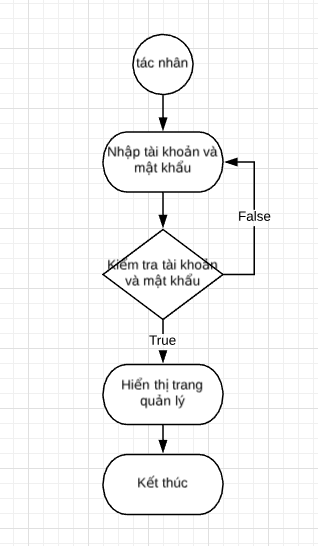 tác nhân
Nhập tài khoản và
mật khẩu
False
Kiểm tra tài khoản
và mật khẩu
True
Hiển thị trang
quản lý
Kết thúc